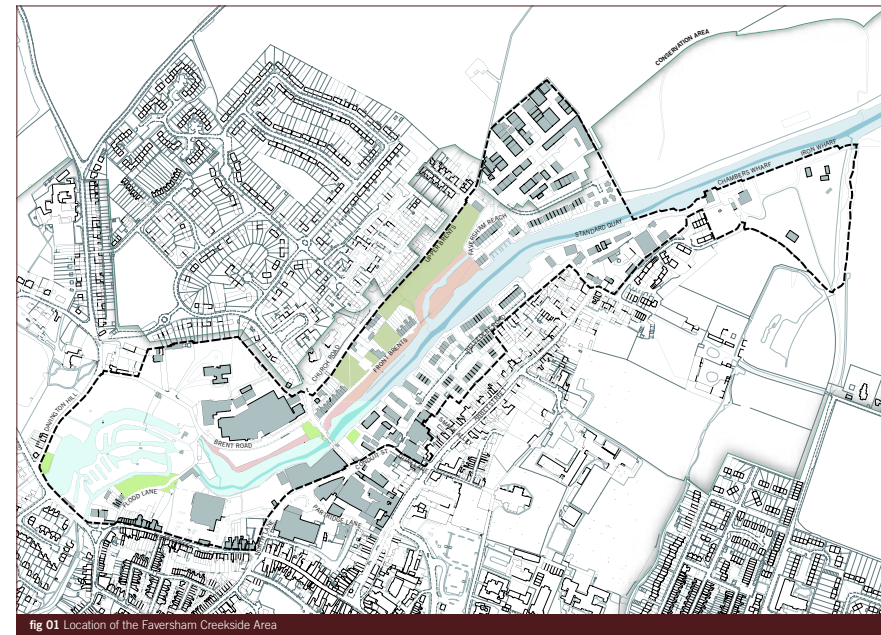 CONSERVATION AREA
IRON WHARF
CHAMBERS WHARF
STANDARD QUAY
FAVERSHAM REACH
UPPER BRENTS
FRONT BRENTS
CHURCH ROAD
DAVINGTON HILL
BRENT ROAD
FLOOD LANE
PARTRIDGE LANE
fig 01 Location of the Faversham Creekside Area